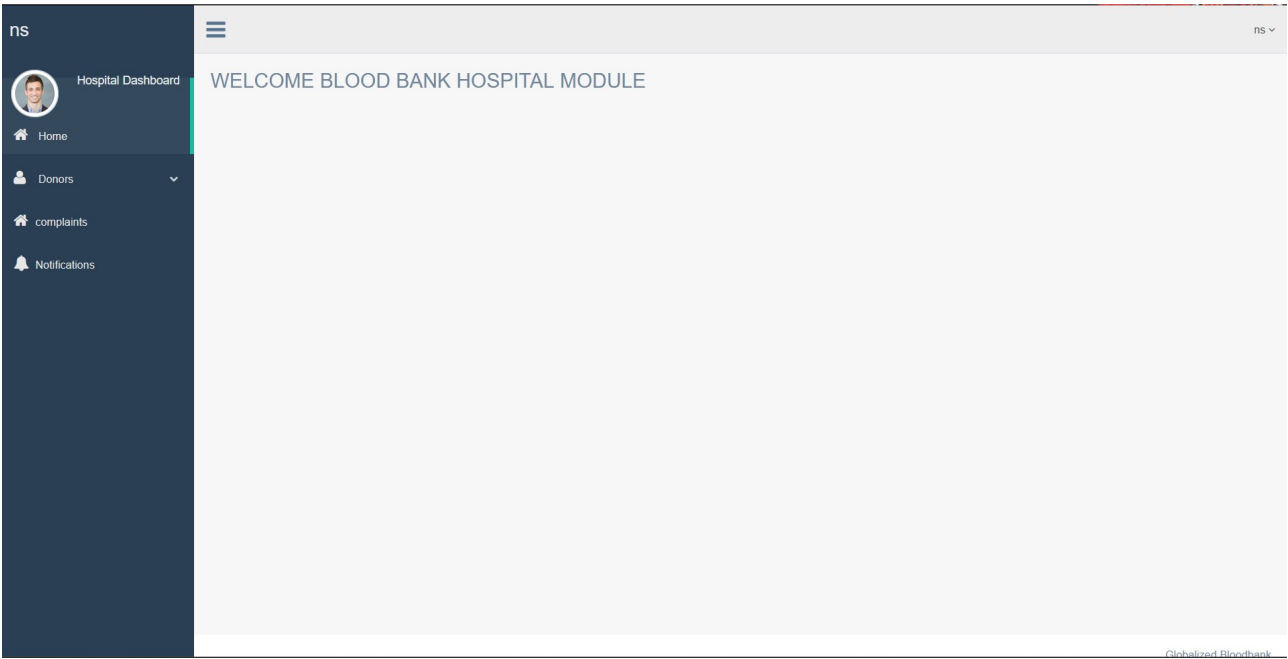 ns
ns
Hospital Dashboard
WELCOME BLOOD BANK HOSPITAL MODULE
Home
Donors
complaints
Notifications
Globalized Bloodbank